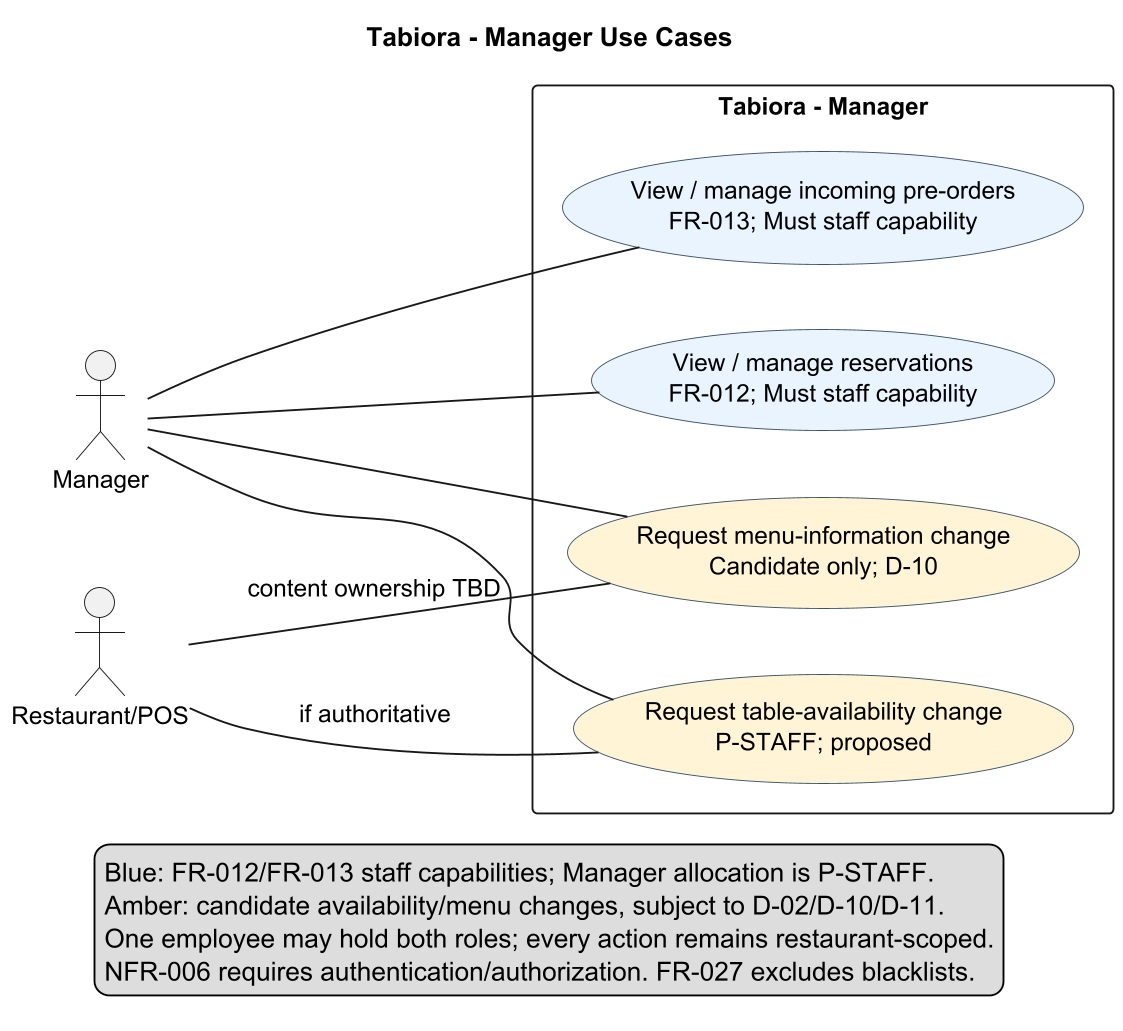 Tabiora - Manager Use Cases
Tabiora - Manager
View / manage incoming pre-orders
FR-013; Must staff capability
View / manage reservations
FR-012; Must staff capability
Manager
Request menu-information change
Candidate only; D-10
content ownership TBD
Restaurant/POS
if authoritative
Request table-availability change
P-STAFF; proposed
Blue: FR-012/FR-013 staff capabilities; Manager allocation is P-STAFF.
Amber: candidate availability/menu changes, subject to D-02/D-10/D-11.
One employee may hold both roles; every action remains restaurant-scoped.
NFR-006 requires authentication/authorization. FR-027 excludes blacklists.